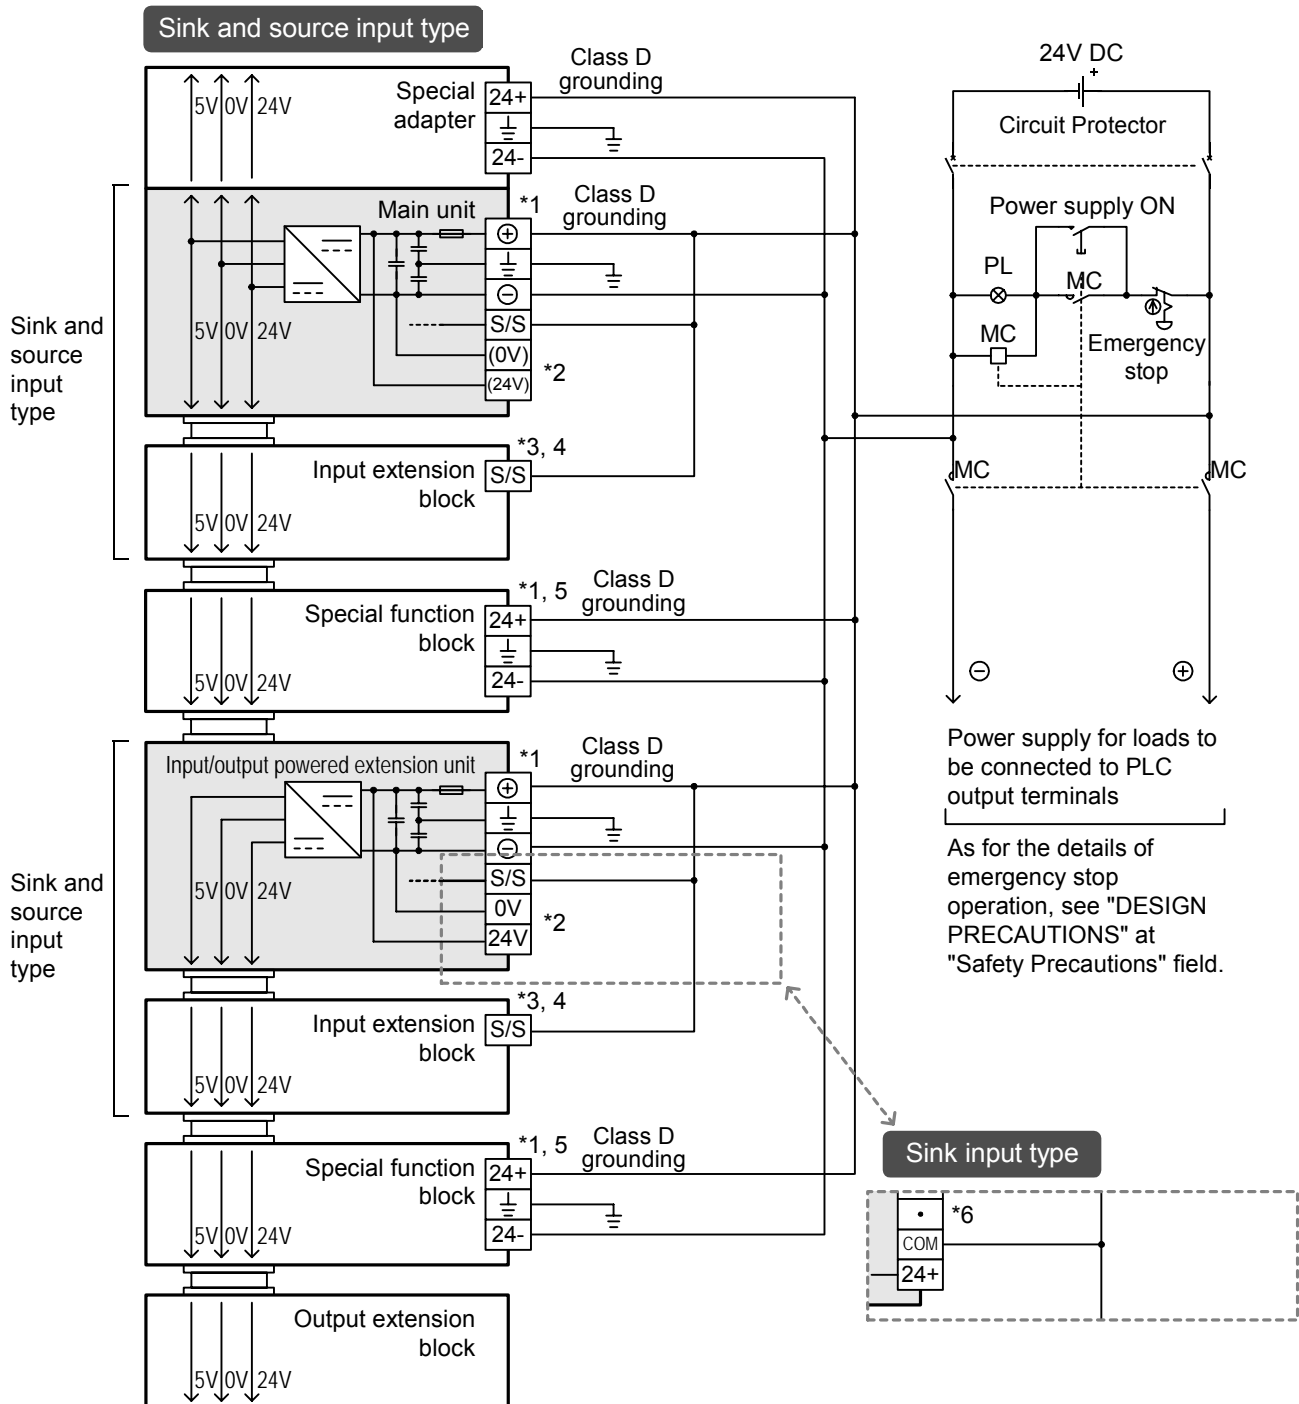 Sink and source input type
Class D
grounding
24V DC
+
Special
adapter
24+
24-
5V 0V 24V
Circuit Protector
Main unit
*1
Class D
grounding
⊕
⊖
S/S
(0V)
(24V)
*2
5V 0V 24V
Sink and
source
input
type
Power supply ON
PL
MC
MC
Emergency
stop
Input extension
block
*3, 4
S/S
5V 0V 24V
MC
MC
Special function
block
*1, 5
Class D
grounding
24+
24-
5V 0V 24V
⊖
⊕
Power supply for loads to
be connected to PLC
output terminals
As for the details of
emergency stop
operation, see "DESIGN
PRECAUTIONS" at
"Safety Precautions" field.
Input/output powered extension unit
*1
Class D
grounding
⊕
⊖
S/S
0V
24V
*2
5V 0V 24V
Sink and
source
input
type
Input extension
block
*3, 4
S/S
5V 0V 24V
Special function
block
*1, 5
Class D
grounding
24+
24-
5V 0V 24V
Sink input type
•
*6
COM
24+
Output extension
block
5V 0V 24V